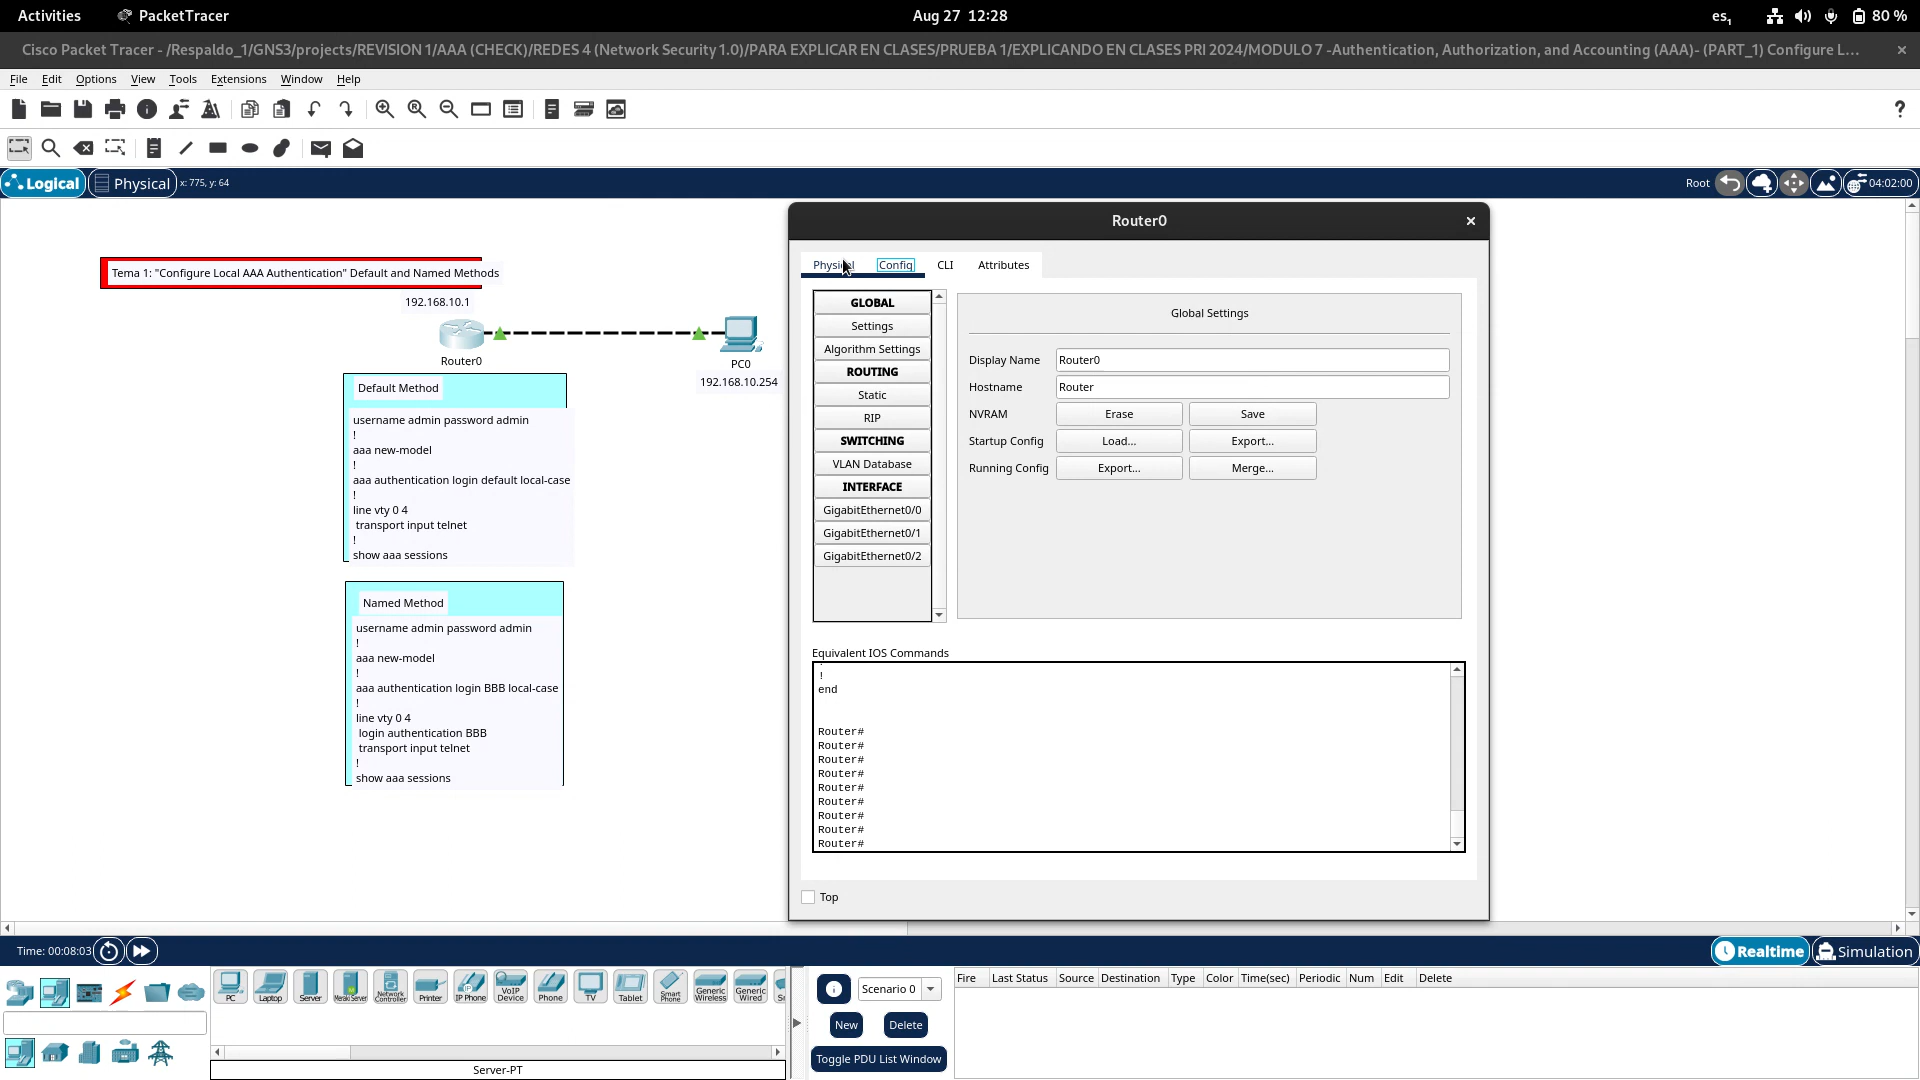 Activities
PacketTracer
Aug 27 12:28
es₁
80 %
Cisco Packet Tracer - /Respaldo_1/GNS3/projects/REVISION 1/AAA (CHECK)/REDES 4 (Network Security 1.0)/PARA EXPLICAR EN CLASES/PRUEBA 1/EXPLICANDO EN CLASES PRI 2024/MODULO 7 -Authentication, Authorization, and Accounting (AAA)- (PART_1) Configure L...
File Edit Options View Tools Extensions Window Help
Logical
Physical
x: 775, y: 64
Root
04:02:00
Tema 1: "Configure Local AAA Authentication" Default and Named Methods
192.168.10.1
Router0
PC0
192.168.10.254
Default Method
username admin password admin
!
aaa new-model
!
aaa authentication login default local-case
!
line vty 0 4
transport input telnet
!
show aaa sessions
Named Method
username admin password admin
!
aaa new-model
!
aaa authentication login BBB local-case
!
line vty 0 4
login authentication BBB
transport input telnet
!
show aaa sessions
Router0
Physical Config CLI Attributes
GLOBAL
Settings
Algorithm Settings
ROUTING
Static
RIP
SWITCHING
VLAN Database
INTERFACE
GigabitEthernet0/0
GigabitEthernet0/1
GigabitEthernet0/2
Global Settings
Display Name Router0
Hostname Router
NVRAM Erase Save
Startup Config Load... Export...
Running Config Export... Merge...
Equivalent IOS Commands
!
end
Router#
Router#
Router#
Router#
Router#
Router#
Router#
Router#
Router#
Top
Time: 00:08:03
Realtime
Simulation
PC
Laptop
Server
Meraki Server
Network Controller
Printer
IP Phone
VoIP Device
Phone
TV
Tablet
Smart Phone
Generic Wireless
Generic Wired
Server-PT
Scenario 0
New
Delete
Toggle PDU List Window
Fire Last Status Source Destination Type Color Time(sec) Periodic Num Edit Delete